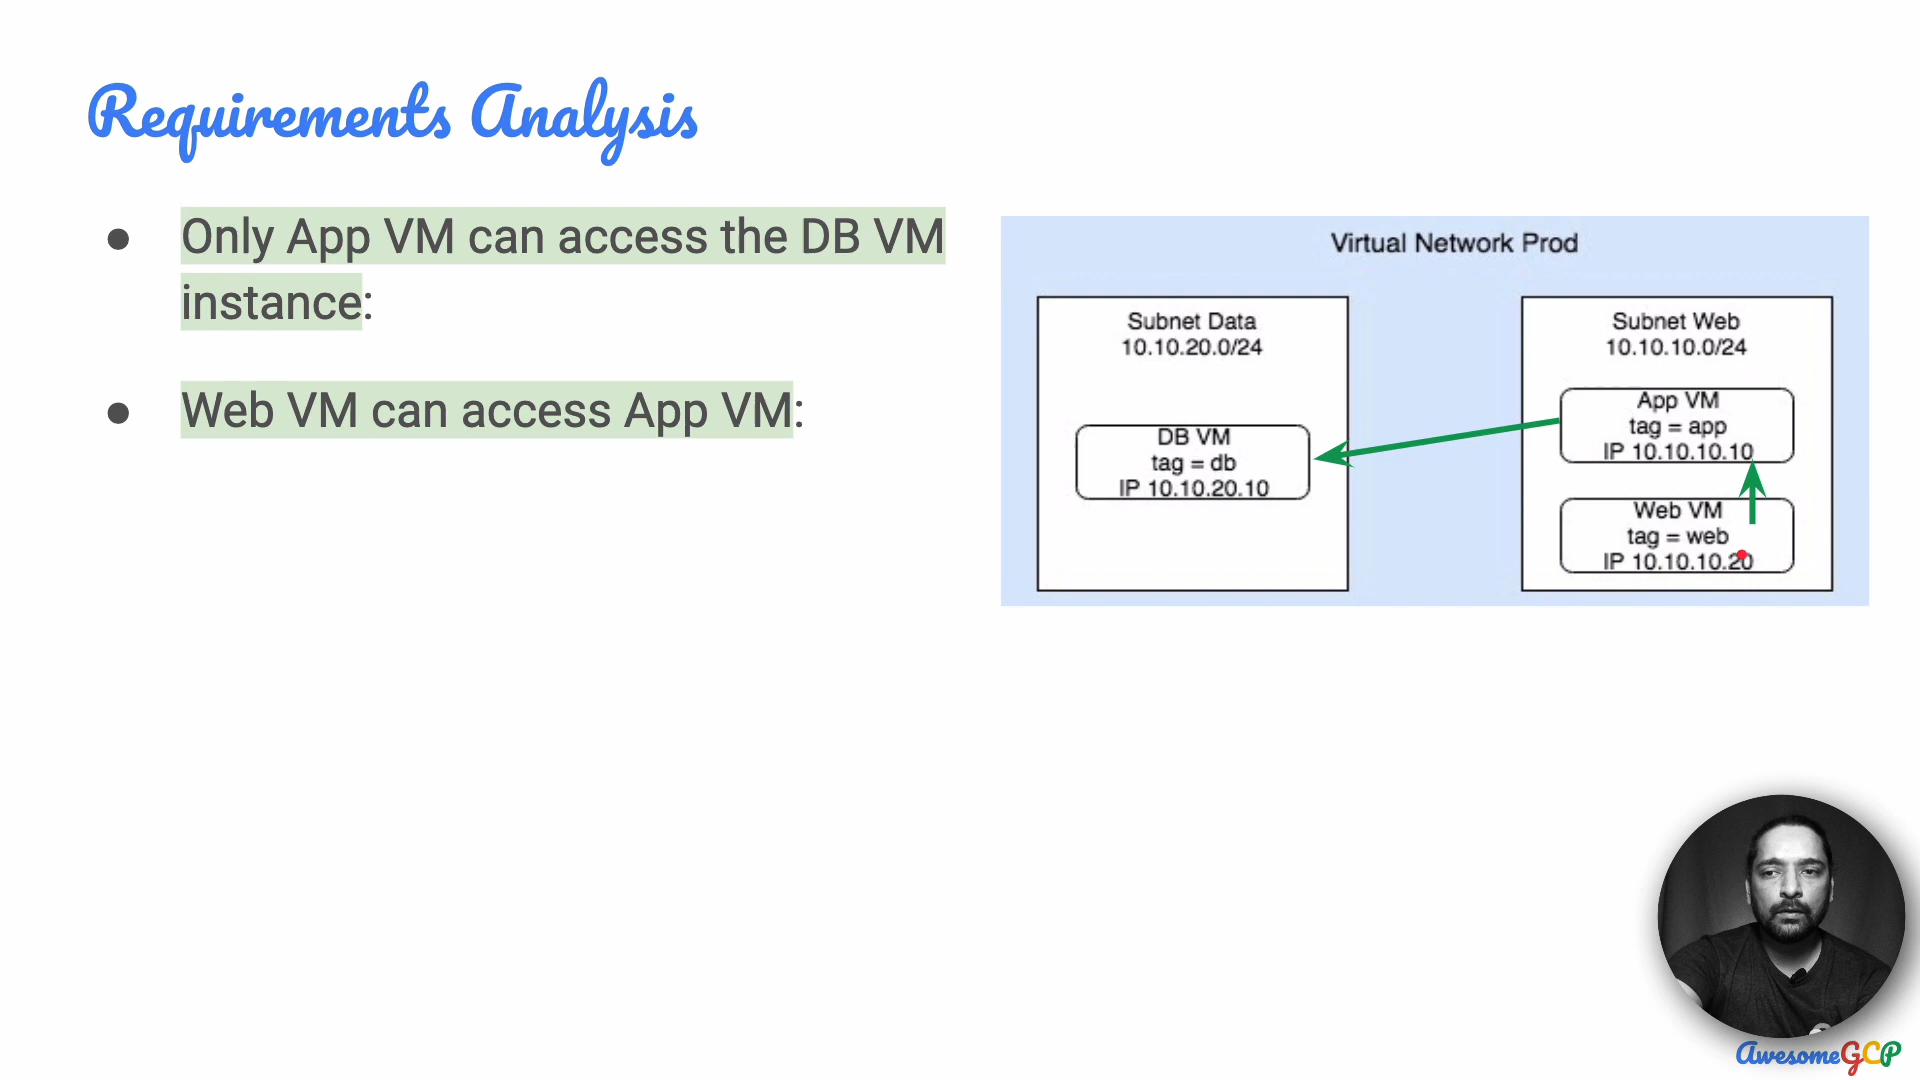 Requirements Analysis
● Only App VM can access the DB VM
instance:
● Web VM can access App VM:
Virtual Network Prod
Subnet Data
10.10.20.0/24
DB VM
tag = db
IP 10.10.20.10
Subnet Web
10.10.10.0/24
App VM
tag = app
IP 10.10.10.10
Web VM
tag = web
IP 10.10.10.20
AwesomeGCP